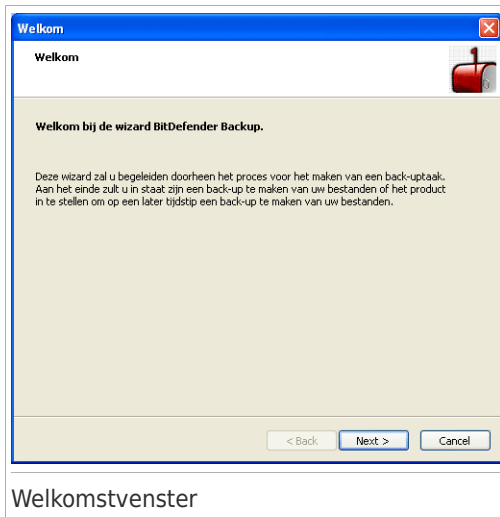 Welkom
Welkom
Welkom bij de wizard BitDefender Backup.
Deze wizard zal u begeleiden doorheen het proces voor het maken van een back-uptaak.
Aan het einde zult u in staat zijn een back-up te maken van uw bestanden of het product
in te stellen om op een later tijdstip een back-up te maken van uw bestanden.
< Back Next > Cancel
Welkomstvenster